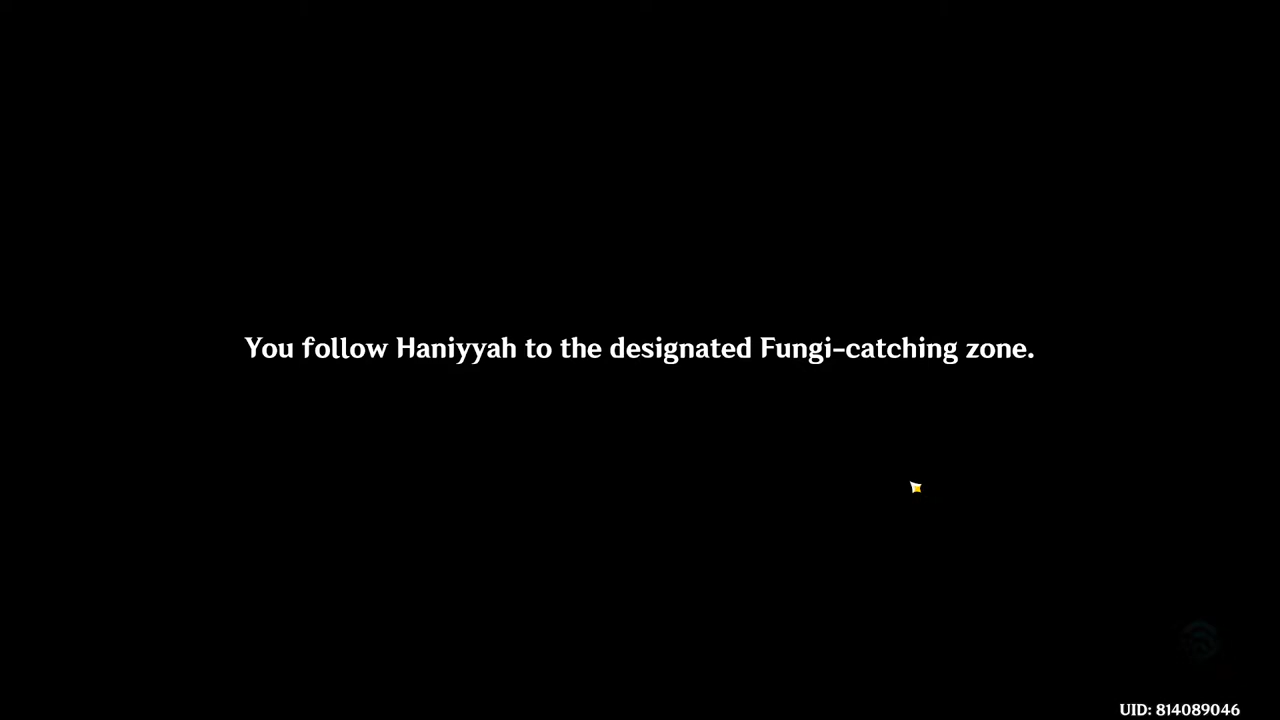 You follow Haniyyah to the designated Fungi-catching zone.
UID: 814089046